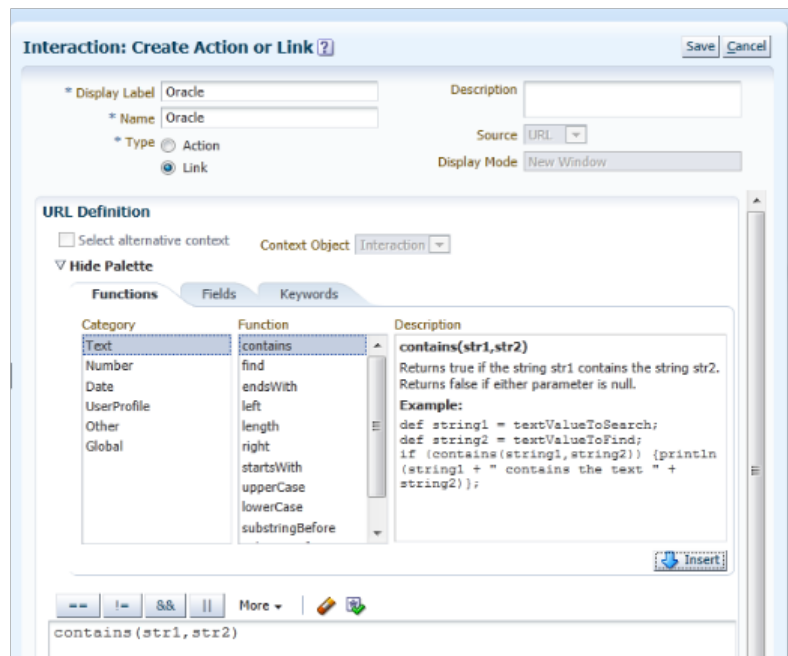 Interaction: Create Action or Link ?
Save Cancel
* Display Label Oracle
* Name Oracle
* Type Action
Link
Description
Source URL
Display Mode New Window
URL Definition
Select alternative context Context Object Interaction
Hide Palette
Functions Fields Keywords
Category
Text
Number
Date
UserProfile
Other
Global
Function
contains
find
endsWith
left
length
right
startsWith
upperCase
lowerCase
substringBefore
Description
contains(str1,str2)
Returns true if the string str1 contains the string str2.
Returns false if either parameter is null.
Example:
def string1 = textValueToSearch;
def string2 = textValueToFind;
if (contains(string1,string2)) {println
(string1 + " contains the text " +
string2)};
Insert
== != && || More
contains(str1,str2)